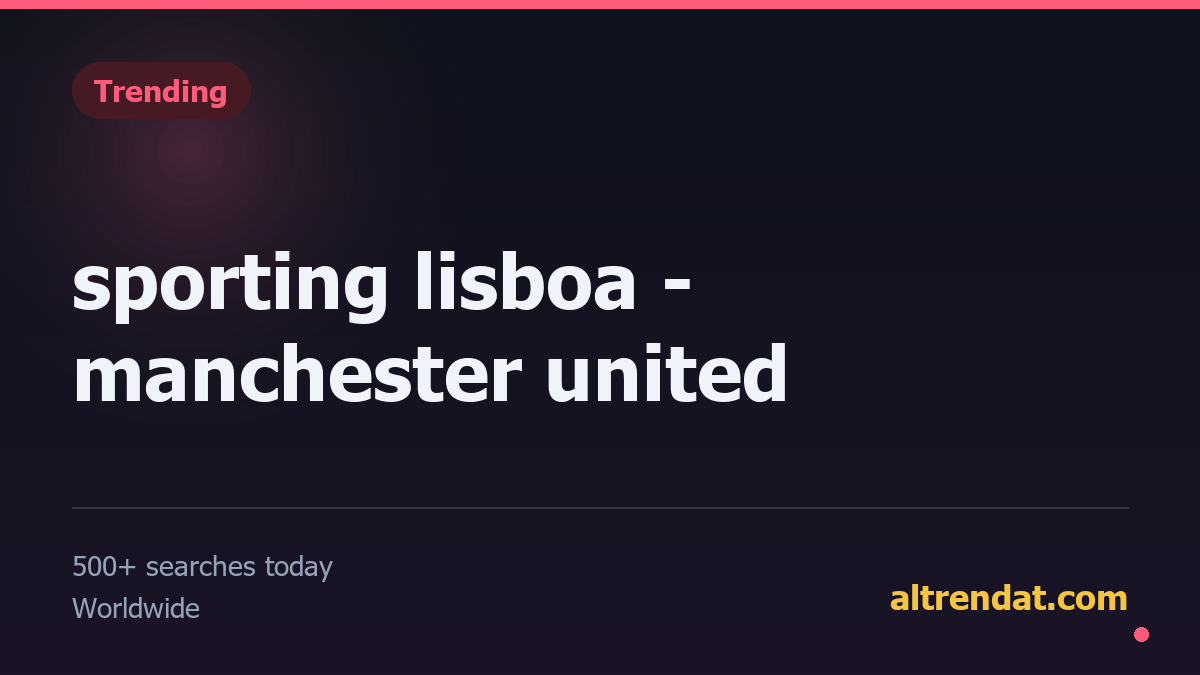 Trending
sporting lisboa -
manchester united
500+ searches today
Worldwide
altrendat.com